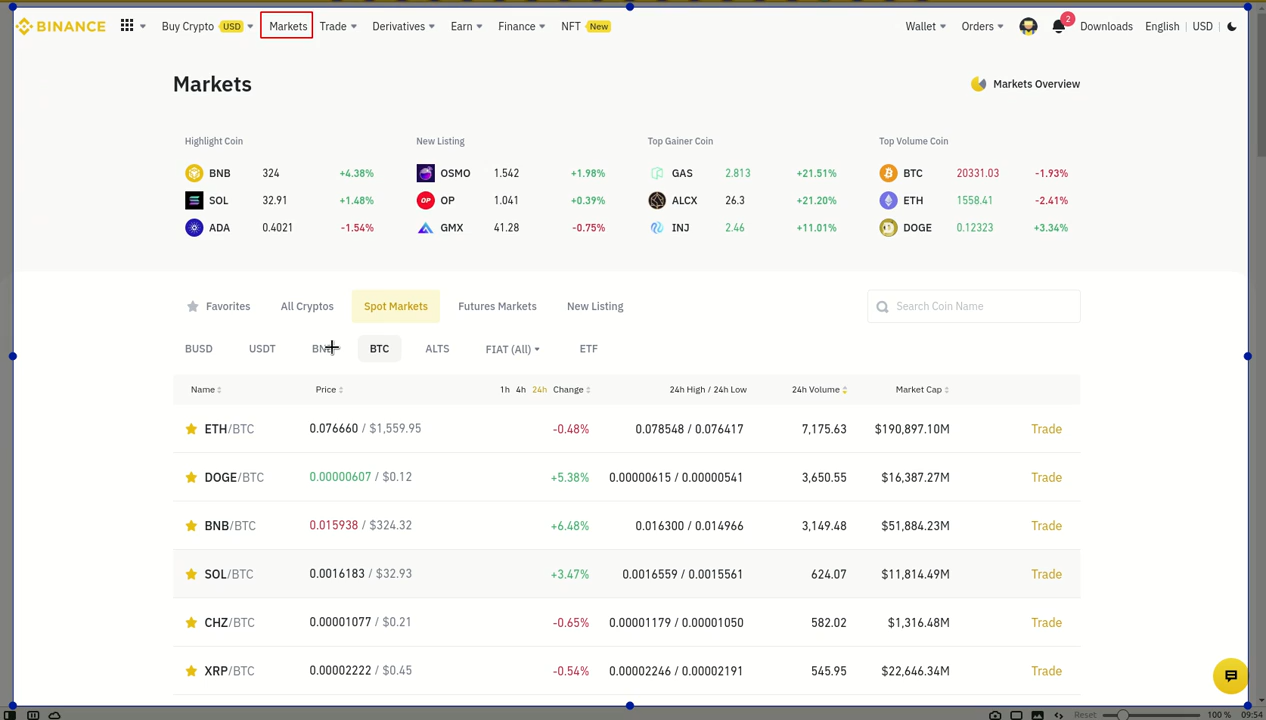 BINANCE Buy Crypto USD Markets Trade Derivatives Earn Finance NFT New Wallet Orders 2 Downloads English | USD |
Markets Markets Overview
Highlight Coin New Listing Top Gainer Coin Top Volume Coin
BNB 324 +4.38% OSMO 1.542 +1.98% GAS 2.813 +21.51% BTC 20331.03 -1.93%
SOL 32.91 +1.48% OP OP 1.041 +0.39% ALCX 26.3 +21.20% ETH 1558.41 -2.41%
ADA 0.4021 -1.54% GMX 41.28 -0.75% INJ 2.46 +11.01% DOGE 0.12323 +3.34%
Favorites All Cryptos Spot Markets Futures Markets New Listing Search Coin Name
BUSD USDT BTC ALTS FIAT (All) ETF
Name Price 1h 4h 24h Change 24h High / 24h Low 24h Volume Market Cap
ETH/BTC 0.076660 / $1,559.95 -0.48% 0.078548 / 0.076417 7,175.63 $190,897.10M Trade
DOGE/BTC 0.00000607 / $0.12 +5.38% 0.00000615 / 0.00000541 3,650.55 $16,387.27M Trade
BNB/BTC 0.015938 / $324.32 +6.48% 0.016300 / 0.014966 3,149.48 $51,884.23M Trade
SOL/BTC 0.0016183 / $32.93 +3.47% 0.0016559 / 0.0015561 624.07 $11,814.49M Trade
CHZ/BTC 0.00001077 / $0.21 -0.65% 0.00001179 / 0.00001050 582.02 $1,316.48M Trade
XRP/BTC 0.00002222 / $0.45 -0.54% 0.00002246 / 0.00002191 545.95 $22,646.34M Trade
Reset 100 % 09:54